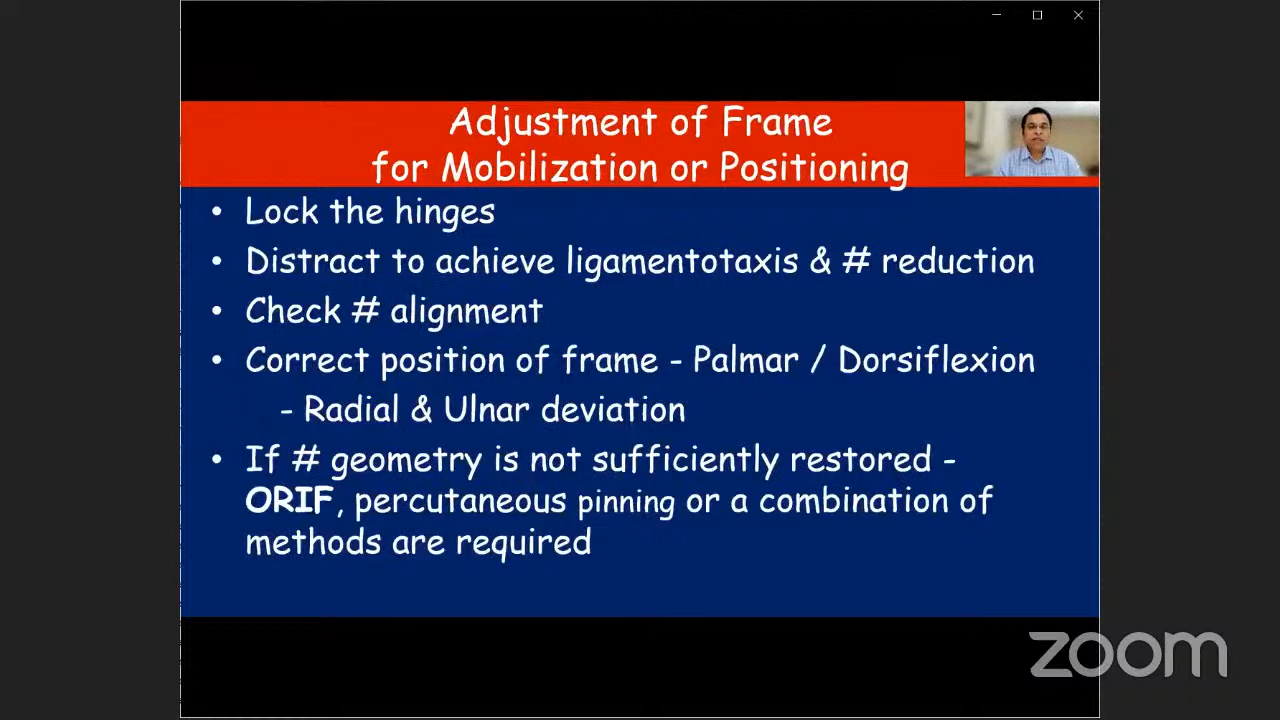 Adjustment of Frame
for Mobilization or Positioning
• Lock the hinges
• Distract to achieve ligamentotaxis & # reduction
• Check # alignment
• Correct position of frame - Palmar / Dorsiflexion
- Radial & Ulnar deviation
• If # geometry is not sufficiently restored -
ORIF, percutaneous pinning or a combination of
methods are required
zoom